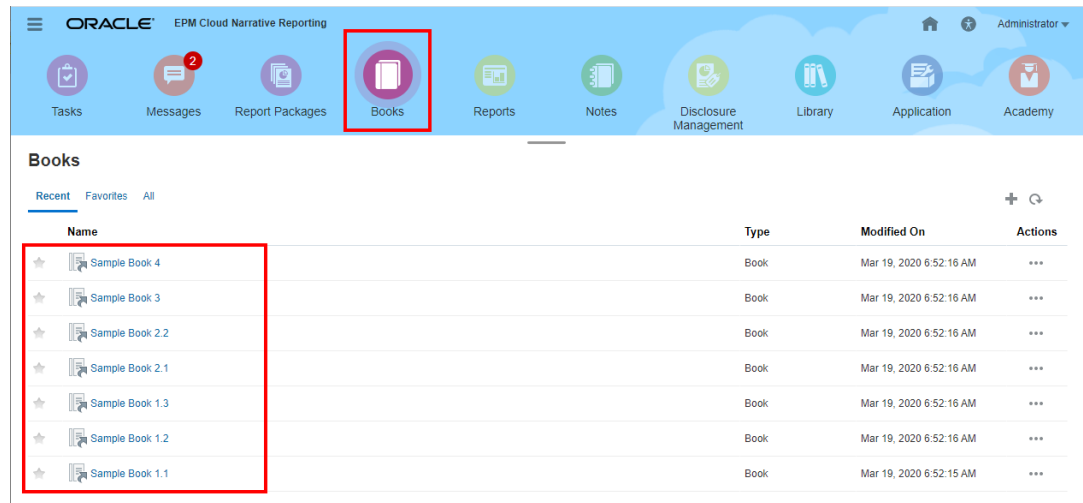 ORACLE® EPM Cloud Narrative Reporting Administrator
2
Tasks Messages Report Packages Books Reports Notes Disclosure Management Library Application Academy
Books
Recent Favorites All
Name Type Modified On Actions
Sample Book 4 Book Mar 19, 2020 6:52:16 AM
Sample Book 3 Book Mar 19, 2020 6:52:16 AM
Sample Book 2.2 Book Mar 19, 2020 6:52:16 AM
Sample Book 2.1 Book Mar 19, 2020 6:52:16 AM
Sample Book 1.3 Book Mar 19, 2020 6:52:16 AM
Sample Book 1.2 Book Mar 19, 2020 6:52:16 AM
Sample Book 1.1 Book Mar 19, 2020 6:52:15 AM